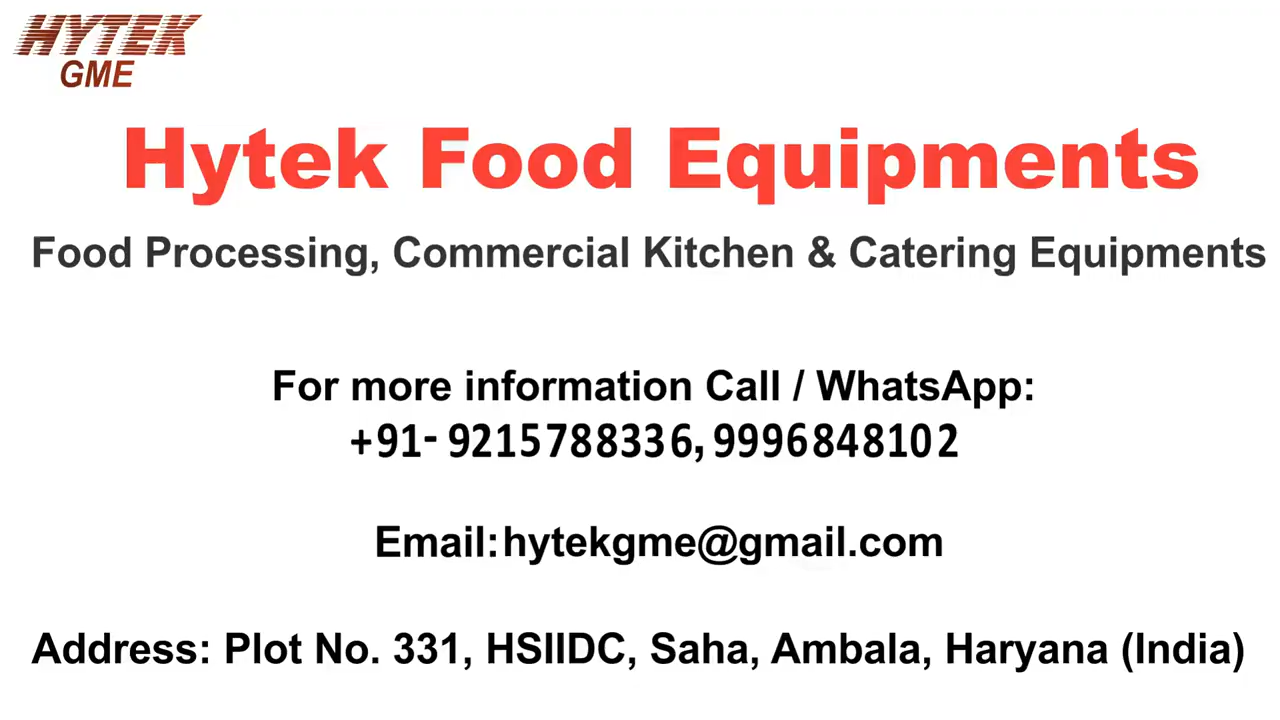 HYTEK
GME
Hytek Food Equipments
Food Processing, Commercial Kitchen & Catering Equipments
For more information Call / WhatsApp:
+91- 9215788336, 9996848102
Email: hytekgme@gmail.com
Address: Plot No. 331, HSIIDC, Saha, Ambala, Haryana (India)